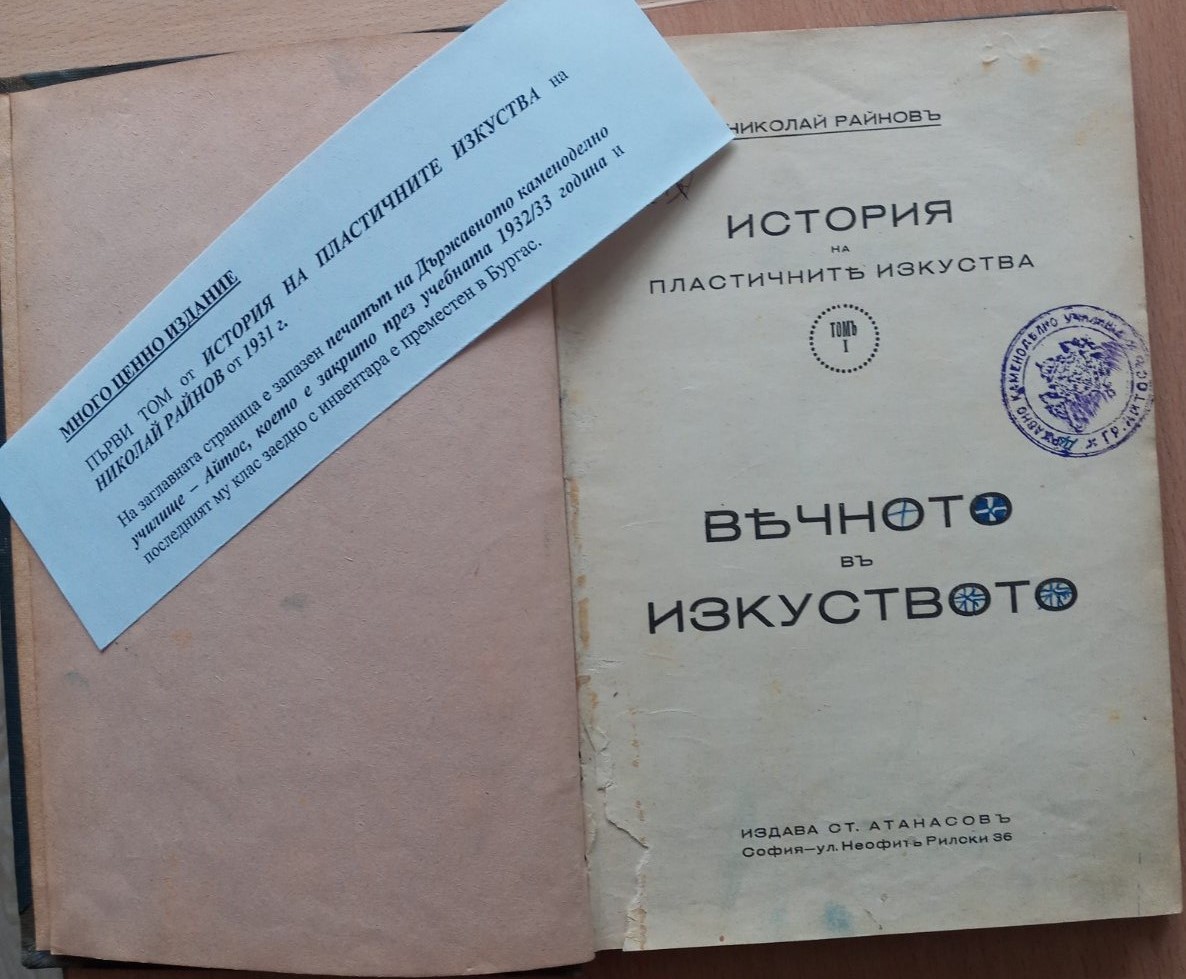 МНОГО ЦЕННО ИЗДАНИЕ
ПЪРВИ ТОМ от ИСТОРИЯ НА ПЛАСТИЧНИТЕ ИЗКУСТВА на
НИКОЛАЙ РАЙНОВ от 1931 г.
На заглавната страница е запазен печатът на Държавното каменоделно
училище – Айтос, което е закрито през учебната 1932/33 година и
последният му клас заедно с инвентара е преместен в Бургас.
НИКОЛАЙ РАЙНОВЪ
ИСТОРИЯ
НА
ПЛАСТИЧНИТѢ ИЗКУСТВА
ТОМЪ
I
ДЪРЖАВНО КАМЕНОДѢЛНО УЧИЛИЩЕ
ГР. АЙТОСЪ
ВѢЧНОТО
ВЪ
ИЗКУСТВОТО
ИЗДАВА СТ. АТАНАСОВЪ
София—ул. Неофитъ Рилски 36